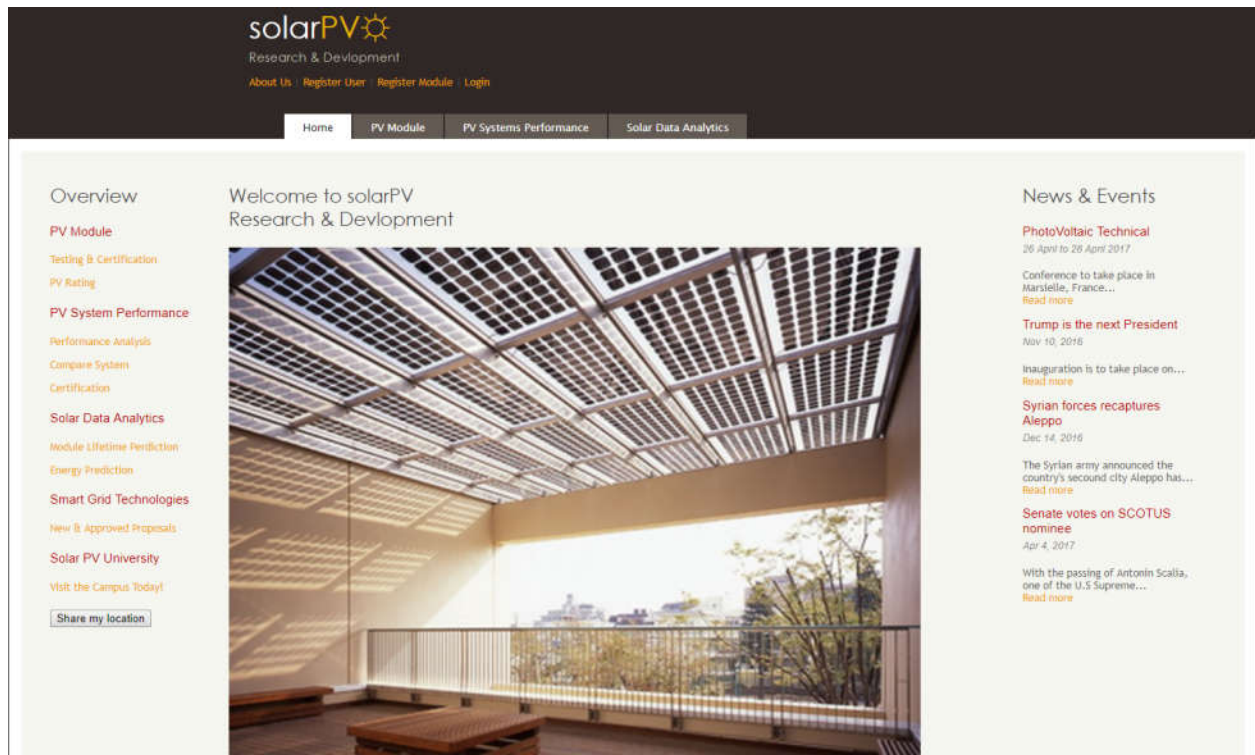 solarPV
Research & Devlopment
About Us | Register User | Register Module | Login
Home
PV Module
PV Systems Performance
Solar Data Analytics
Overview
PV Module
Testing & Certification
PV Rating
PV System Performance
Performance Analysis
Compare System
Certification
Solar Data Analytics
Module Lifetime Perdiction
Energy Prediction
Smart Grid Technologies
New & Approved Proposals
Solar PV University
Visit the Campus Today!
Share my location
Welcome to solarPV
Research & Devlopment
News & Events
PhotoVoltaic Technical
26 April to 28 April 2017
Conference to take place in
Marsielle, France...
Read more
Trump is the next President
Nov 10, 2016
Inauguration is to take place on...
Read more
Syrian forces recaptures
Aleppo
Dec 14, 2016
The Syrian army announced the
country's secound city Aleppo has...
Read more
Senate votes on SCOTUS
nominee
Apr 4, 2017
With the passing of Antonin Scalia,
one of the U.S Supreme...
Read more